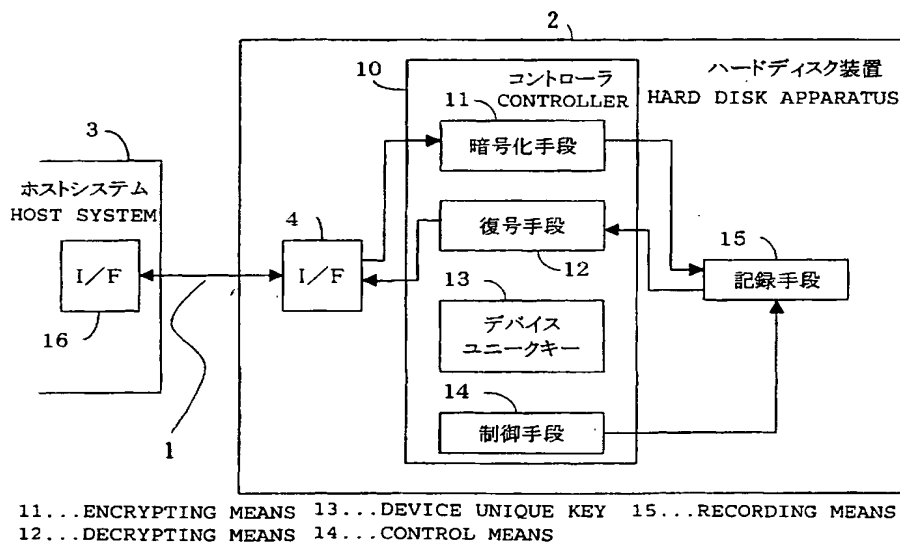 2
10
コントローラ
CONTROLLER
ハードディスク装置
HARD DISK APPARATUS
11
暗号化手段
3
ホストシステム
HOST SYSTEM
4
復号手段
12
15
I/F
I/F
記録手段
16
13
デバイス
ユニークキー
14
制御手段
1
11...ENCRYPTING MEANS 13...DEVICE UNIQUE KEY 15...RECORDING MEANS
12...DECRYPTING MEANS 14...CONTROL MEANS